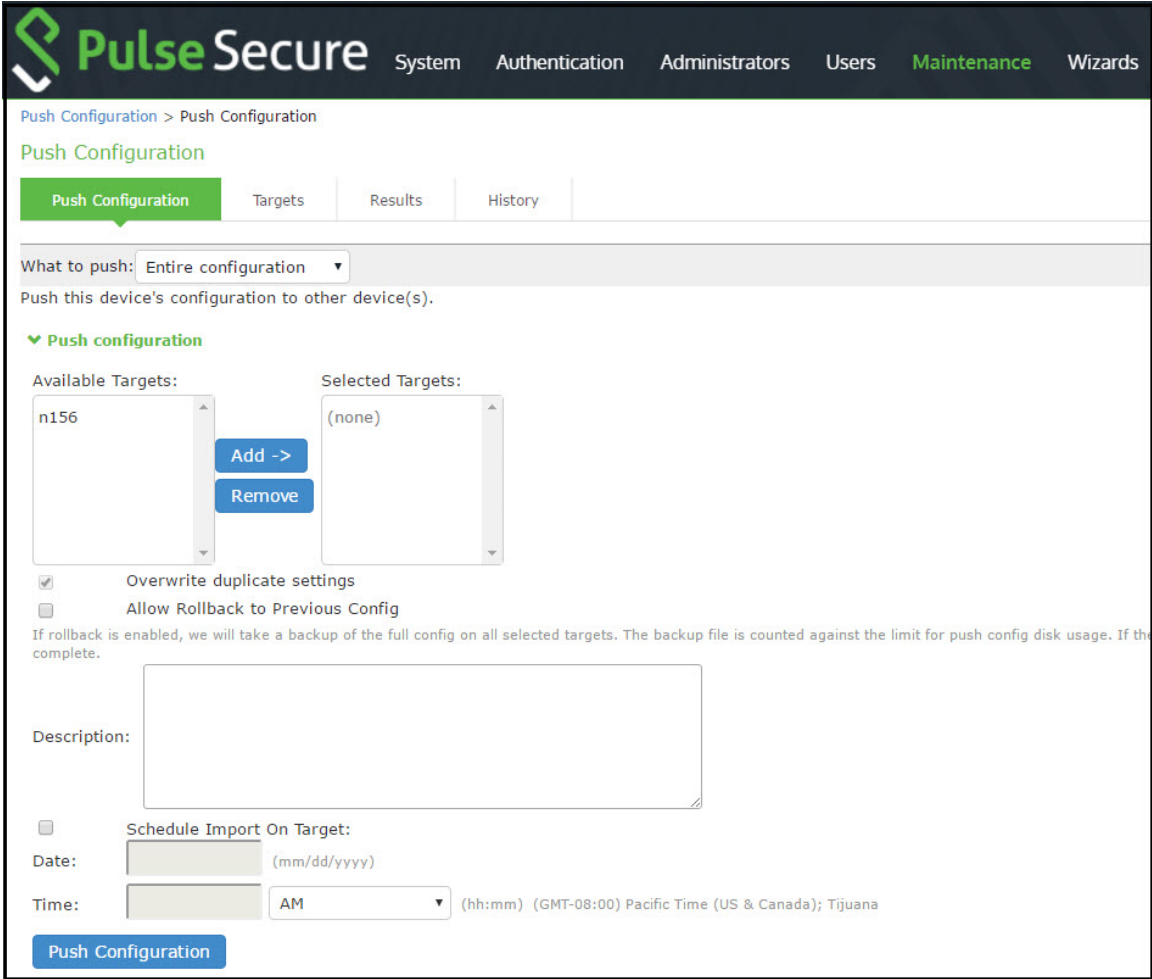 Pulse Secure System Authentication Administrators Users Maintenance Wizards
Push Configuration > Push Configuration
Push Configuration
Push Configuration Targets Results History
What to push: Entire configuration
Push this device's configuration to other device(s).
Push configuration
Available Targets: Selected Targets:
n156 (none)
Add ->
Remove
Overwrite duplicate settings
Allow Rollback to Previous Config
If rollback is enabled, we will take a backup of the full config on all selected targets. The backup file is counted against the limit for push config disk usage. If the
complete.
Description:
Schedule Import On Target:
Date: (mm/dd/yyyy)
Time: AM (hh:mm) (GMT-08:00) Pacific Time (US & Canada); Tijuana
Push Configuration